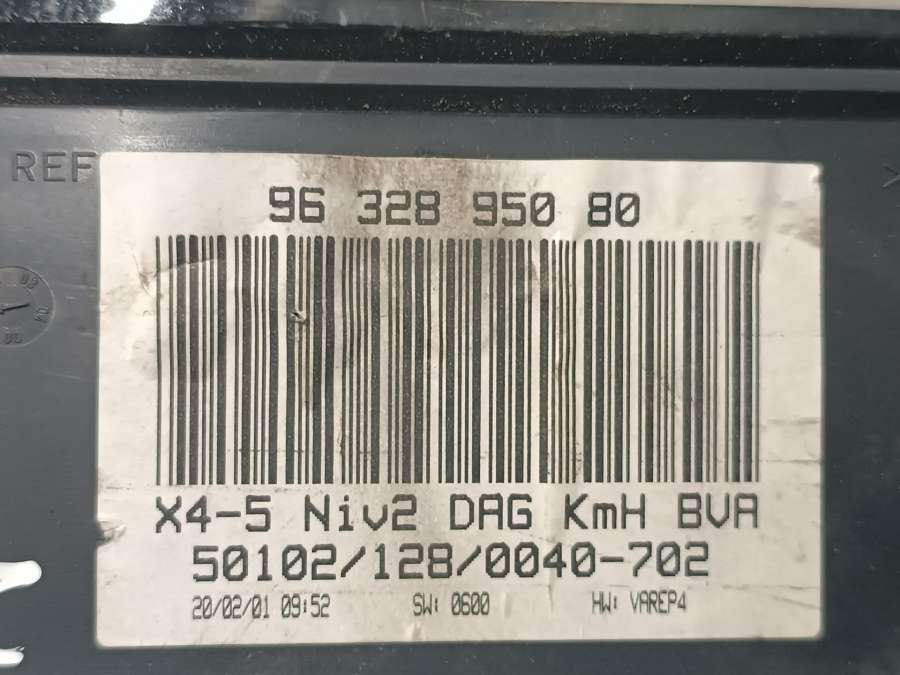 REF
96 328 950 80
X4-5 Niv2 DAG KmH BVA
50102/128/0040-702
20/02/01 09:52 SW: 0600 HW: VAREP4